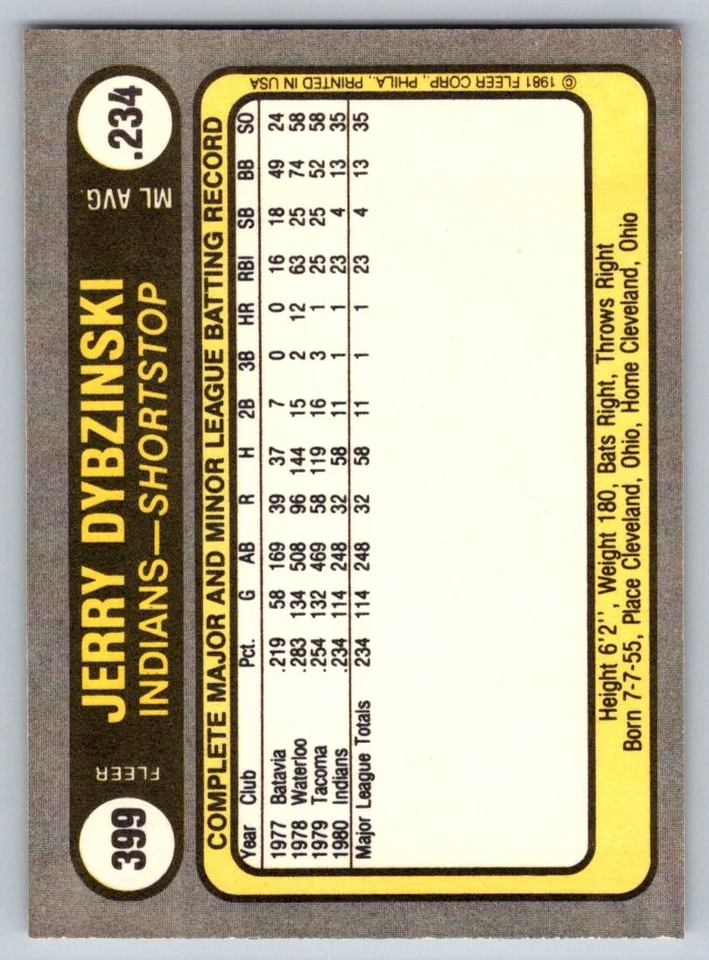 399 FLEER JERRY DYBZINSKI ML AVG. .234
INDIANS—SHORTSTOP
COMPLETE MAJOR AND MINOR LEAGUE BATTING RECORD
Year Club Pct. G AB R H 2B 3B HR RBI SB BB SO
1977 Batavia .219 58 169 39 37 7 0 0 16 18 49 24
1978 Waterloo .283 134 508 96 144 15 2 12 63 25 74 58
1979 Tacoma .254 132 469 58 119 16 3 1 25 25 52 58
1980 Indians .234 114 248 32 58 11 1 1 23 4 13 35
Major League Totals 234 114 248 32 58 11 1 1 23 4 13 35
Height 6'2'', Weight 180, Bats Right, Throws Right
Born 7-7-55, Place Cleveland, Ohio, Home Cleveland, Ohio
© 1981 FLEER CORP., PHILA., PRINTED IN USA